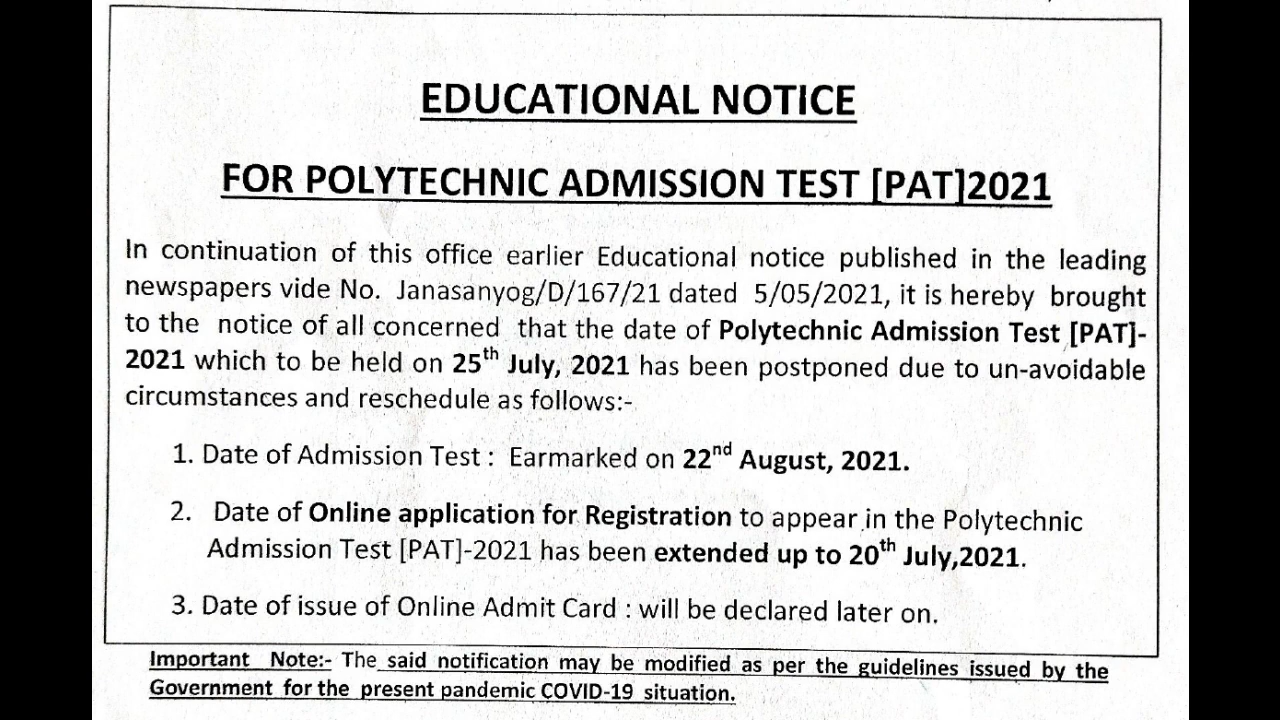 EDUCATIONAL NOTICE
FOR POLYTECHNIC ADMISSION TEST [PAT]2021
In continuation of this office earlier Educational notice published in the leading
newspapers vide No. Janasanyog/D/167/21 dated 5/05/2021, it is hereby brought
to the notice of all concerned that the date of Polytechnic Admission Test [PAT]-
2021 which to be held on 25th July, 2021 has been postponed due to un-avoidable
circumstances and reschedule as follows:-
1. Date of Admission Test : Earmarked on 22nd August, 2021.
2. Date of Online application for Registration to appear in the Polytechnic
Admission Test [PAT]-2021 has been extended up to 20th July,2021.
3. Date of issue of Online Admit Card : will be declared later on.
Important Note:- The said notification may be modified as per the guidelines issued by the
Government for the present pandemic COVID-19 situation.